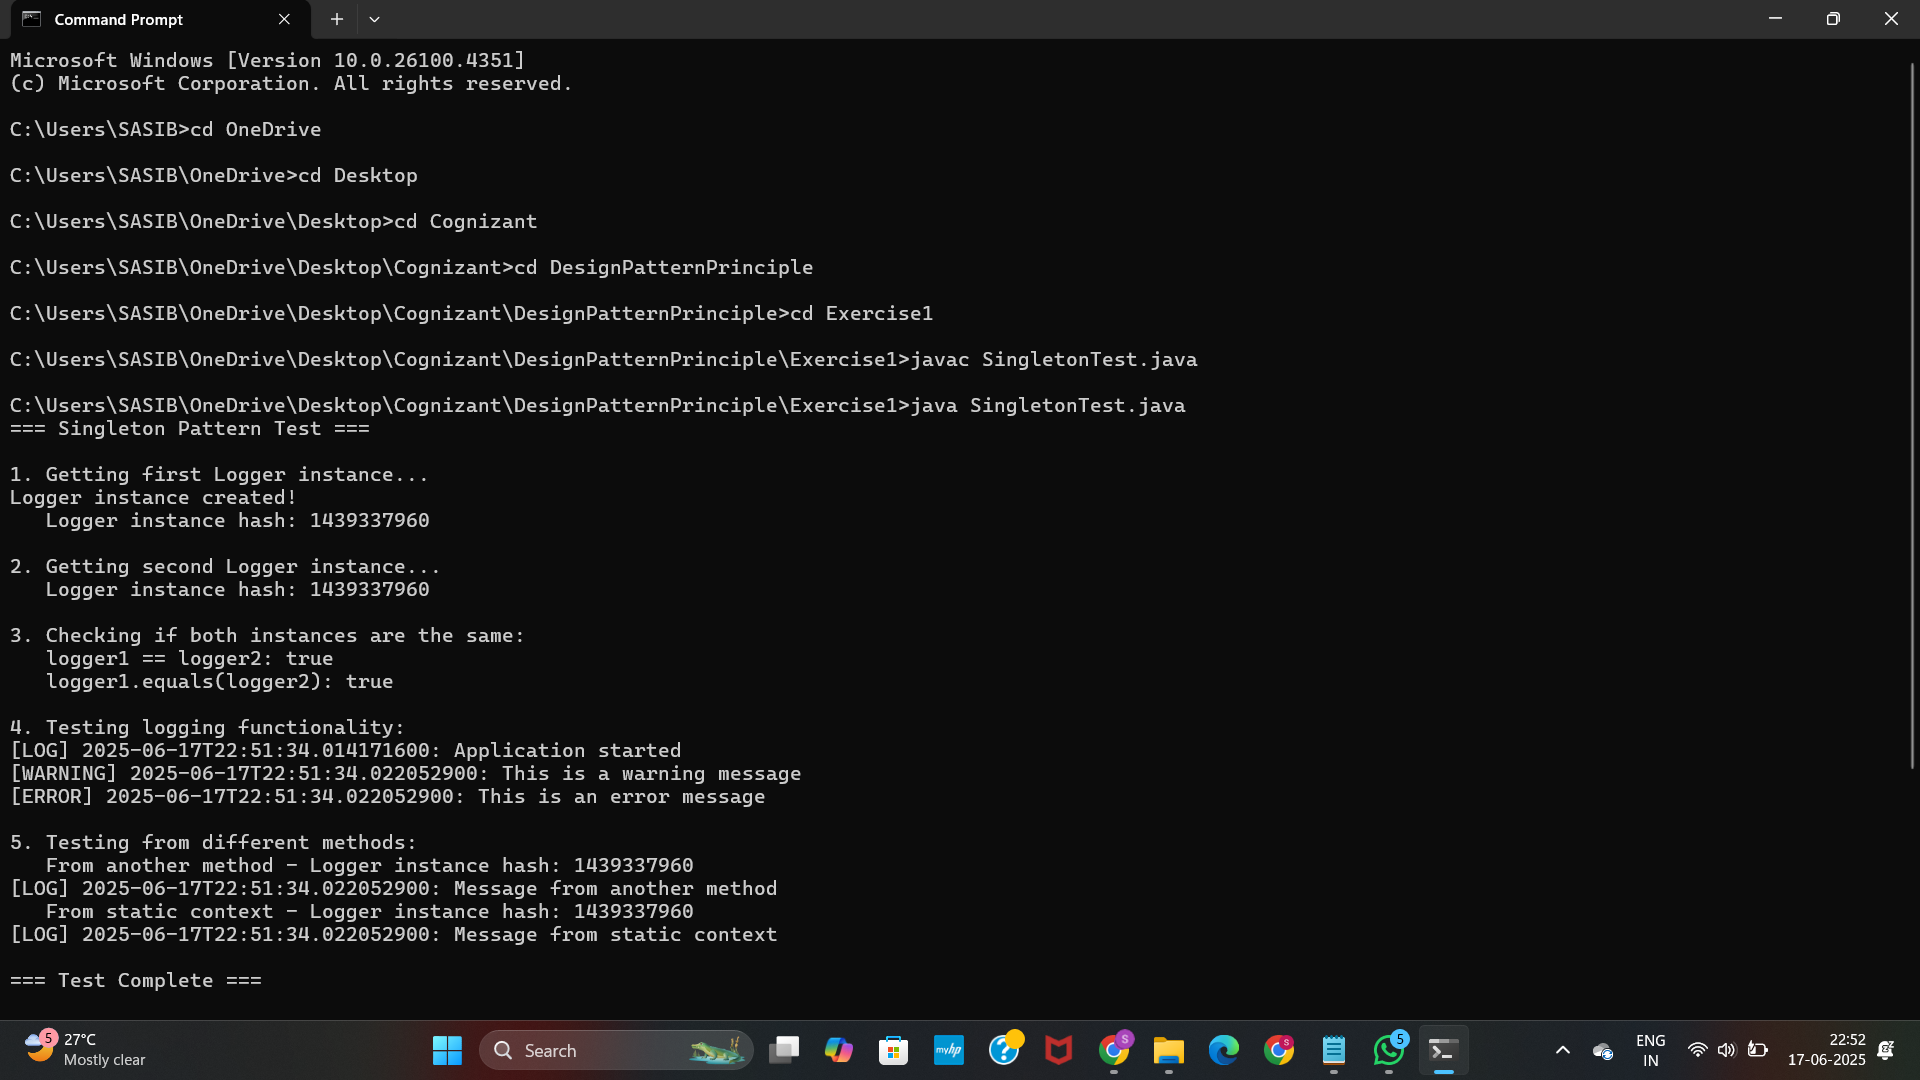 Command Prompt
Microsoft Windows [Version 10.0.26100.4351]
(c) Microsoft Corporation. All rights reserved.
C:\Users\SASIB>cd OneDrive
C:\Users\SASIB\OneDrive>cd Desktop
C:\Users\SASIB\OneDrive\Desktop>cd Cognizant
C:\Users\SASIB\OneDrive\Desktop\Cognizant>cd DesignPatternPrinciple
C:\Users\SASIB\OneDrive\Desktop\Cognizant\DesignPatternPrinciple>cd Exercise1
C:\Users\SASIB\OneDrive\Desktop\Cognizant\DesignPatternPrinciple\Exercise1>javac SingletonTest.java
C:\Users\SASIB\OneDrive\Desktop\Cognizant\DesignPatternPrinciple\Exercise1>java SingletonTest.java
=== Singleton Pattern Test ===
1. Getting first Logger instance...
Logger instance created!
   Logger instance hash: 1439337960
2. Getting second Logger instance...
   Logger instance hash: 1439337960
3. Checking if both instances are the same:
   logger1 == logger2: true
   logger1.equals(logger2): true
4. Testing logging functionality:
[LOG] 2025-06-17T22:51:34.014171600: Application started
[WARNING] 2025-06-17T22:51:34.022052900: This is a warning message
[ERROR] 2025-06-17T22:51:34.022052900: This is an error message
5. Testing from different methods:
   From another method - Logger instance hash: 1439337960
[LOG] 2025-06-17T22:51:34.022052900: Message from another method
   From static context - Logger instance hash: 1439337960
[LOG] 2025-06-17T22:51:34.022052900: Message from static context
=== Test Complete ===
5
27°C
Mostly clear
Search
myhp
S
S
5
ENG
IN
22:52
17-06-2025